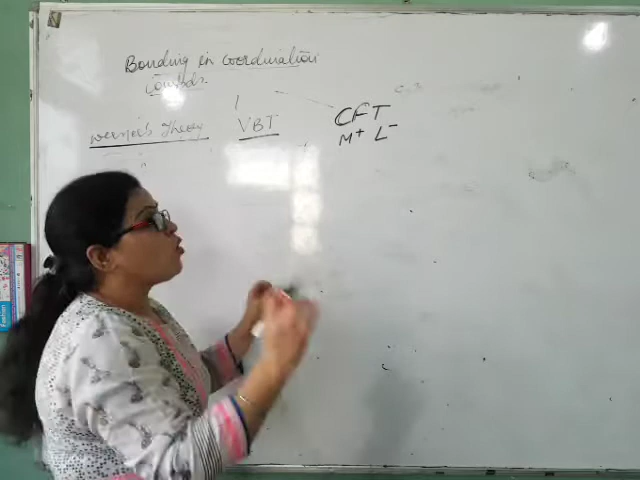 Bonding in coordination
compds.
Werner's Theory VBT CFT
M+ L-